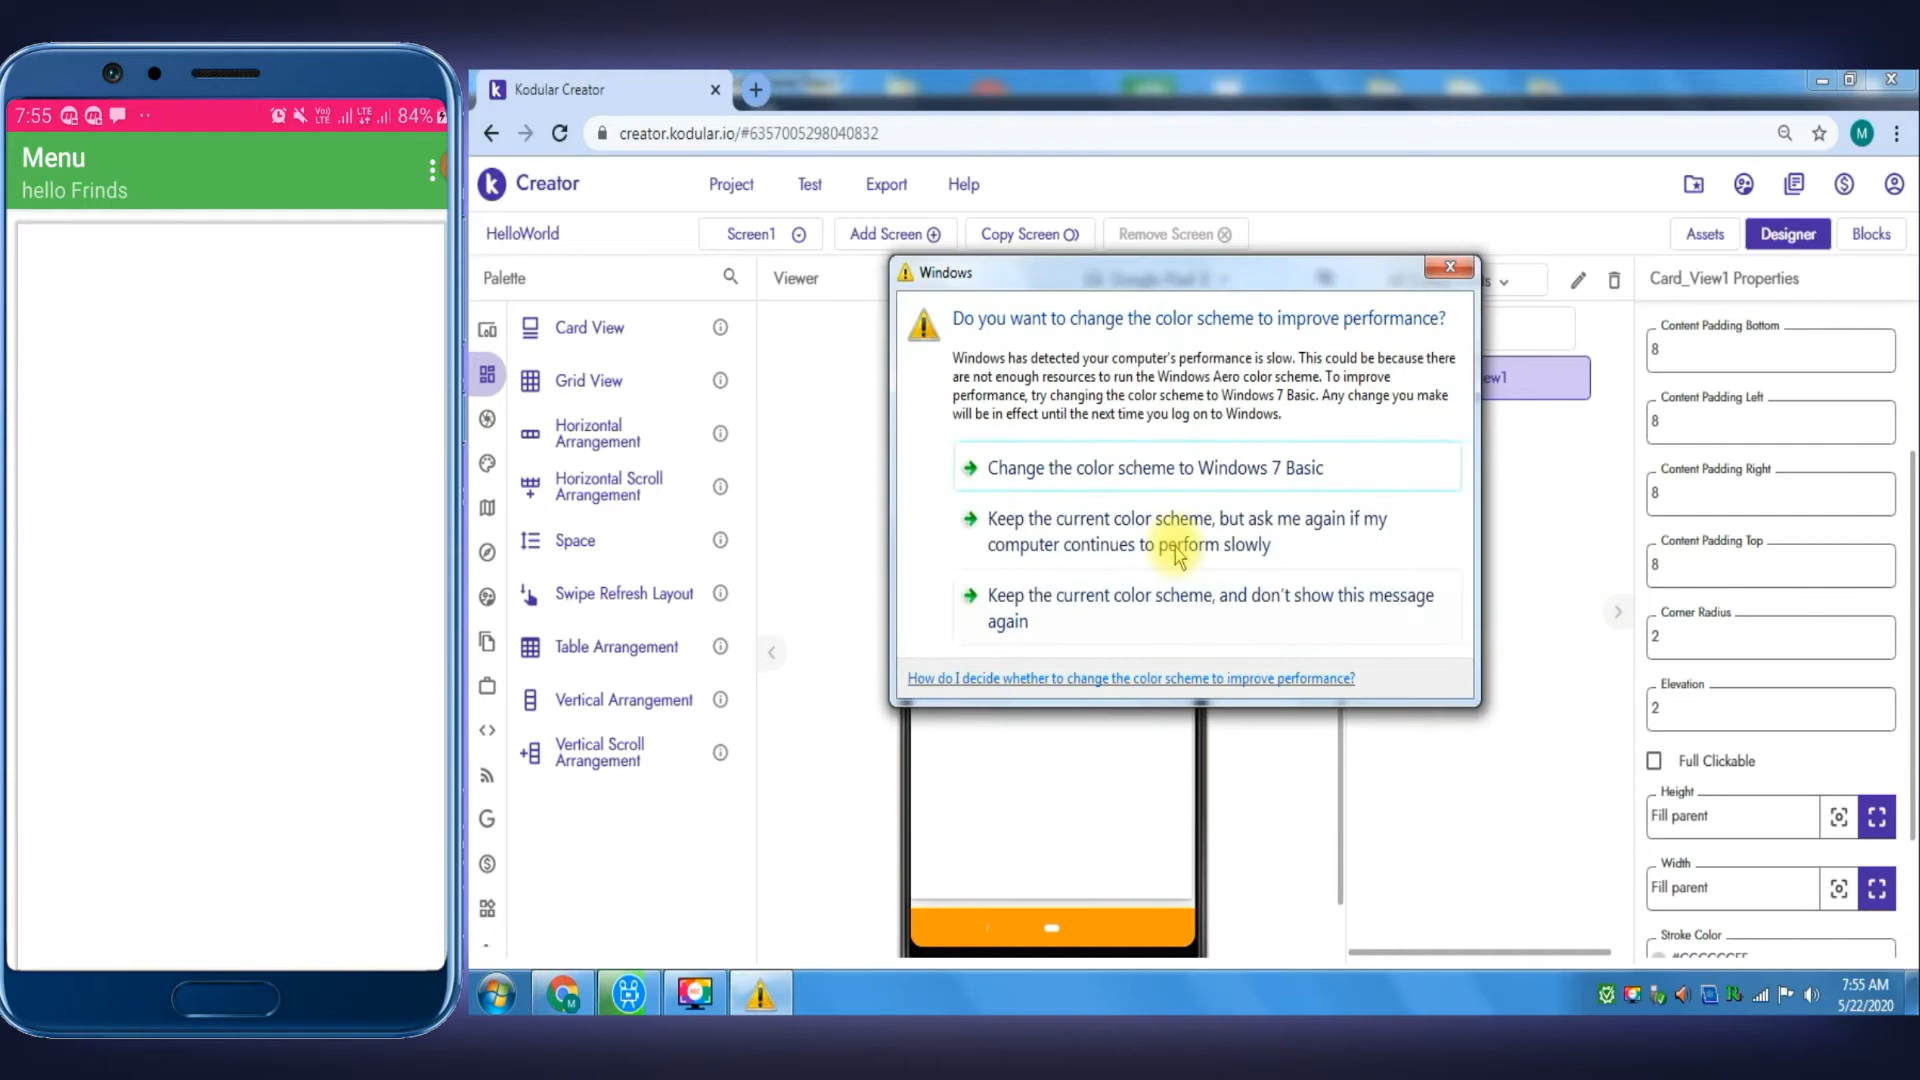 7:55
84%
Menu
hello Frinds
Kodular Creator
creator.kodular.io/#6357005298040832
M
Creator
Project
Test
Export
Help
HelloWorld
Screen1
Add Screen
Copy Screen
Remove Screen
Assets
Designer
Blocks
Palette
Viewer
Card View
Grid View
Horizontal
Arrangement
Horizontal Scroll
Arrangement
Space
Swipe Refresh Layout
Table Arrangement
Vertical Arrangement
Vertical Scroll
Arrangement
Windows
Do you want to change the color scheme to improve performance?
Windows has detected your computer's performance is slow. This could be because there
are not enough resources to run the Windows Aero color scheme. To improve
performance, try changing the color scheme to Windows 7 Basic. Any change you make
will be in effect until the next time you log on to Windows.
Change the color scheme to Windows 7 Basic
Keep the current color scheme, but ask me again if my
computer continues to perform slowly
Keep the current color scheme, and don't show this message
again
How do I decide whether to change the color scheme to improve performance?
Card_View1 Properties
Content Padding Bottom
8
Content Padding Left
8
Content Padding Right
8
Content Padding Top
8
Corner Radius
2
Elevation
2
Full Clickable
Height
Fill parent
Width
Fill parent
Stroke Color
7:55 AM
5/22/2020